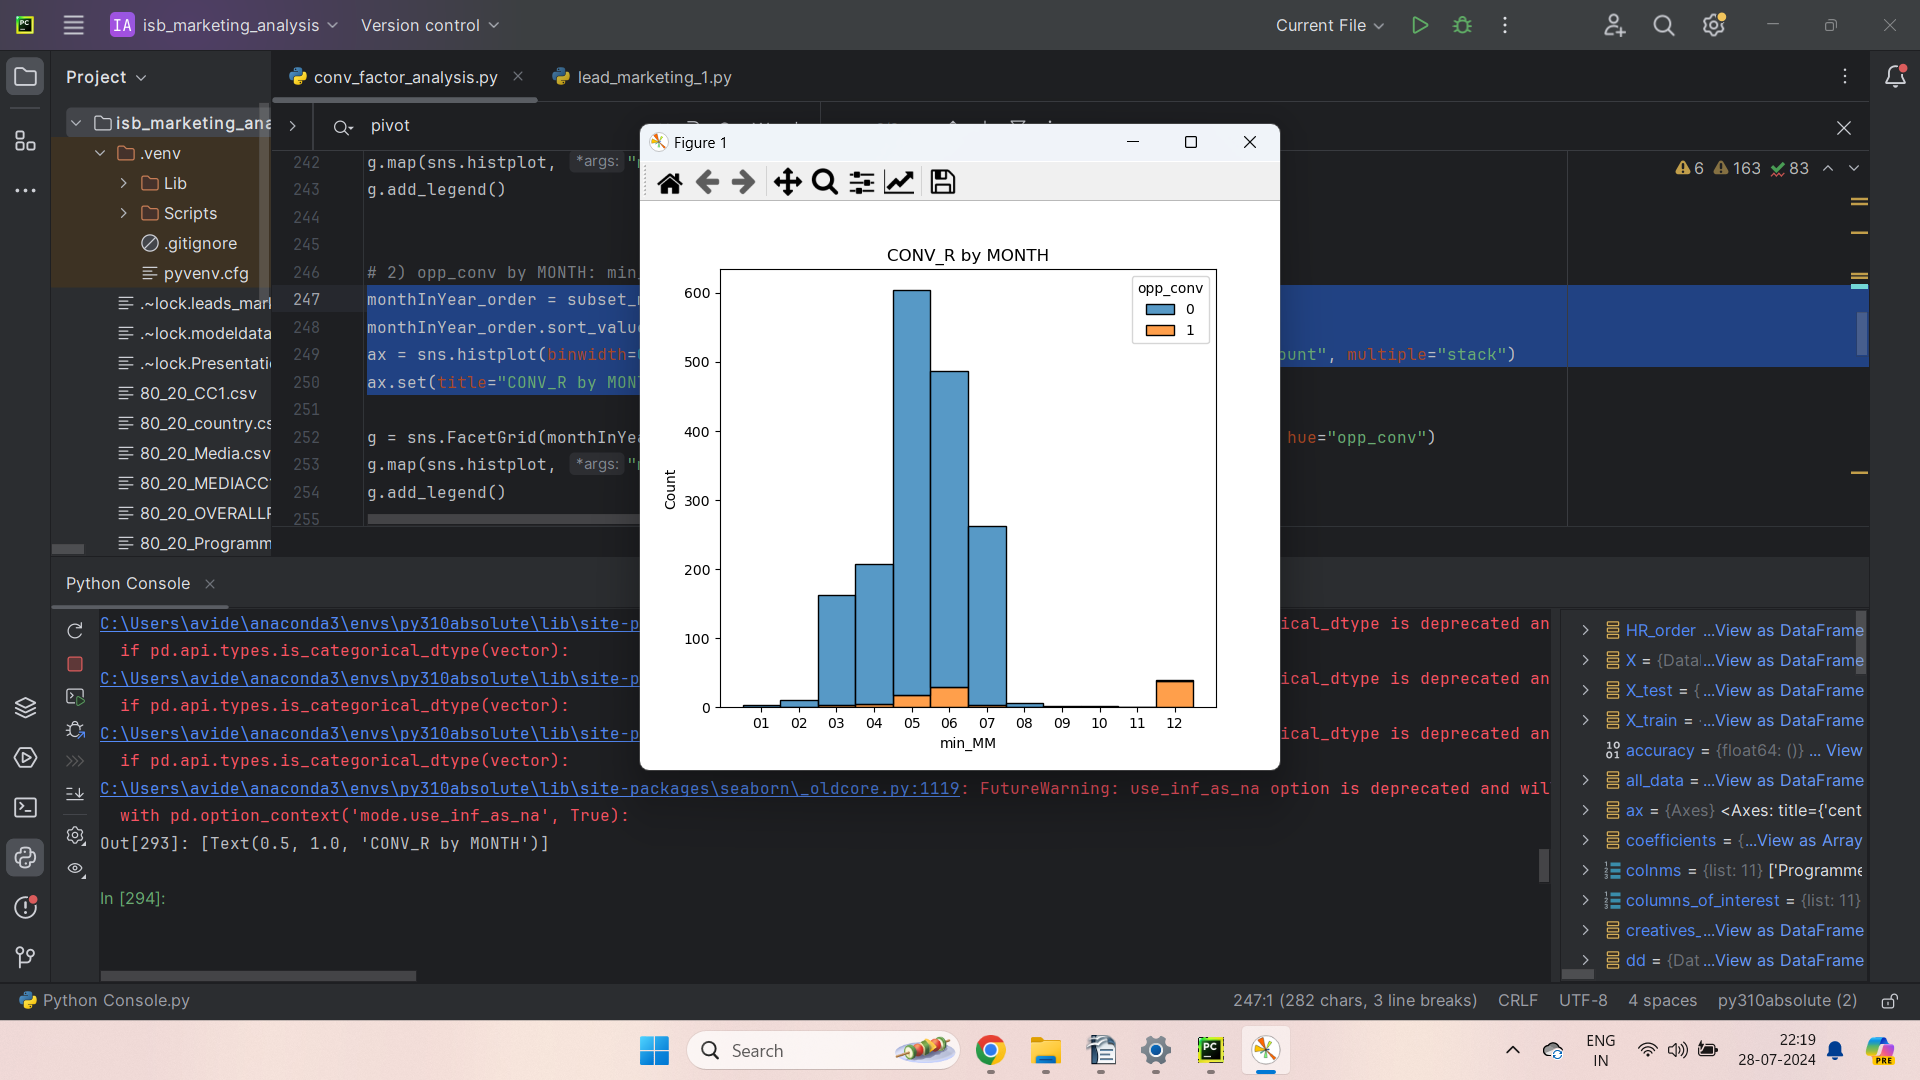 IA isb_marketing_analysis Version control Current File
Project
conv_factor_analysis.py
lead_marketing_1.py
isb_marketing_ana
.venv
Lib
Scripts
.gitignore
pyvenv.cfg
.~lock.leads_mar
.~lock.modeldata
.~lock.Presentati
80_20_CC1.csv
80_20_country.cs
80_20_Media.csv
80_20_MEDIACC
80_20_OVERALLF
80_20_Programm
pivot
6 163 83
242 g.map(sns.histplot, *args:
243 g.add_legend()
244
245
246 # 2) opp_conv by MONTH: min
247 monthInYear_order = subset_
248 monthInYear_order.sort_valu
249 ax = sns.histplot(binwidth= ount", multiple="stack")
250 ax.set(title="CONV_R by MON
251
252 g = sns.FacetGrid(monthInYe hue="opp_conv")
253 g.map(sns.histplot, *args:
254 g.add_legend()
255
Figure 1
CONV_R by MONTH
opp_conv
0
1
600
500
400
300
200
100
0
Count
01 02 03 04 05 06 07 08 09 10 11 12
min_MM
Python Console
C:\Users\avide\anaconda3\envs\py310absolute\lib\site-p ical_dtype is deprecated an
if pd.api.types.is_categorical_dtype(vector):
C:\Users\avide\anaconda3\envs\py310absolute\lib\site-p ical_dtype is deprecated an
if pd.api.types.is_categorical_dtype(vector):
C:\Users\avide\anaconda3\envs\py310absolute\lib\site-p ical_dtype is deprecated an
if pd.api.types.is_categorical_dtype(vector):
C:\Users\avide\anaconda3\envs\py310absolute\lib\site-packages\seaborn\_oldcore.py:1119: FutureWarning: use_inf_as_na option is deprecated and wil
with pd.option_context('mode.use_inf_as_na', True):
Out[293]: [Text(0.5, 1.0, 'CONV_R by MONTH')]
In [294]:
HR_order ...View as DataFrame
X = {Data ...View as DataFrame
X_test = { ...View as DataFrame
X_train = ...View as DataFrame
accuracy = {float64: ()} ... View
all_data = ...View as DataFrame
ax = {Axes} <Axes: title={'cent
coefficients = {...View as Array
colnms = {list: 11} ['Programme
columns_of_interest = {list: 11}
creatives_...View as DataFrame
dd = {Dat ...View as DataFrame
Python Console.py
247:1 (282 chars, 3 line breaks) CRLF UTF-8 4 spaces py310absolute (2)
Search
ENG
IN
22:19
28-07-2024
PRE